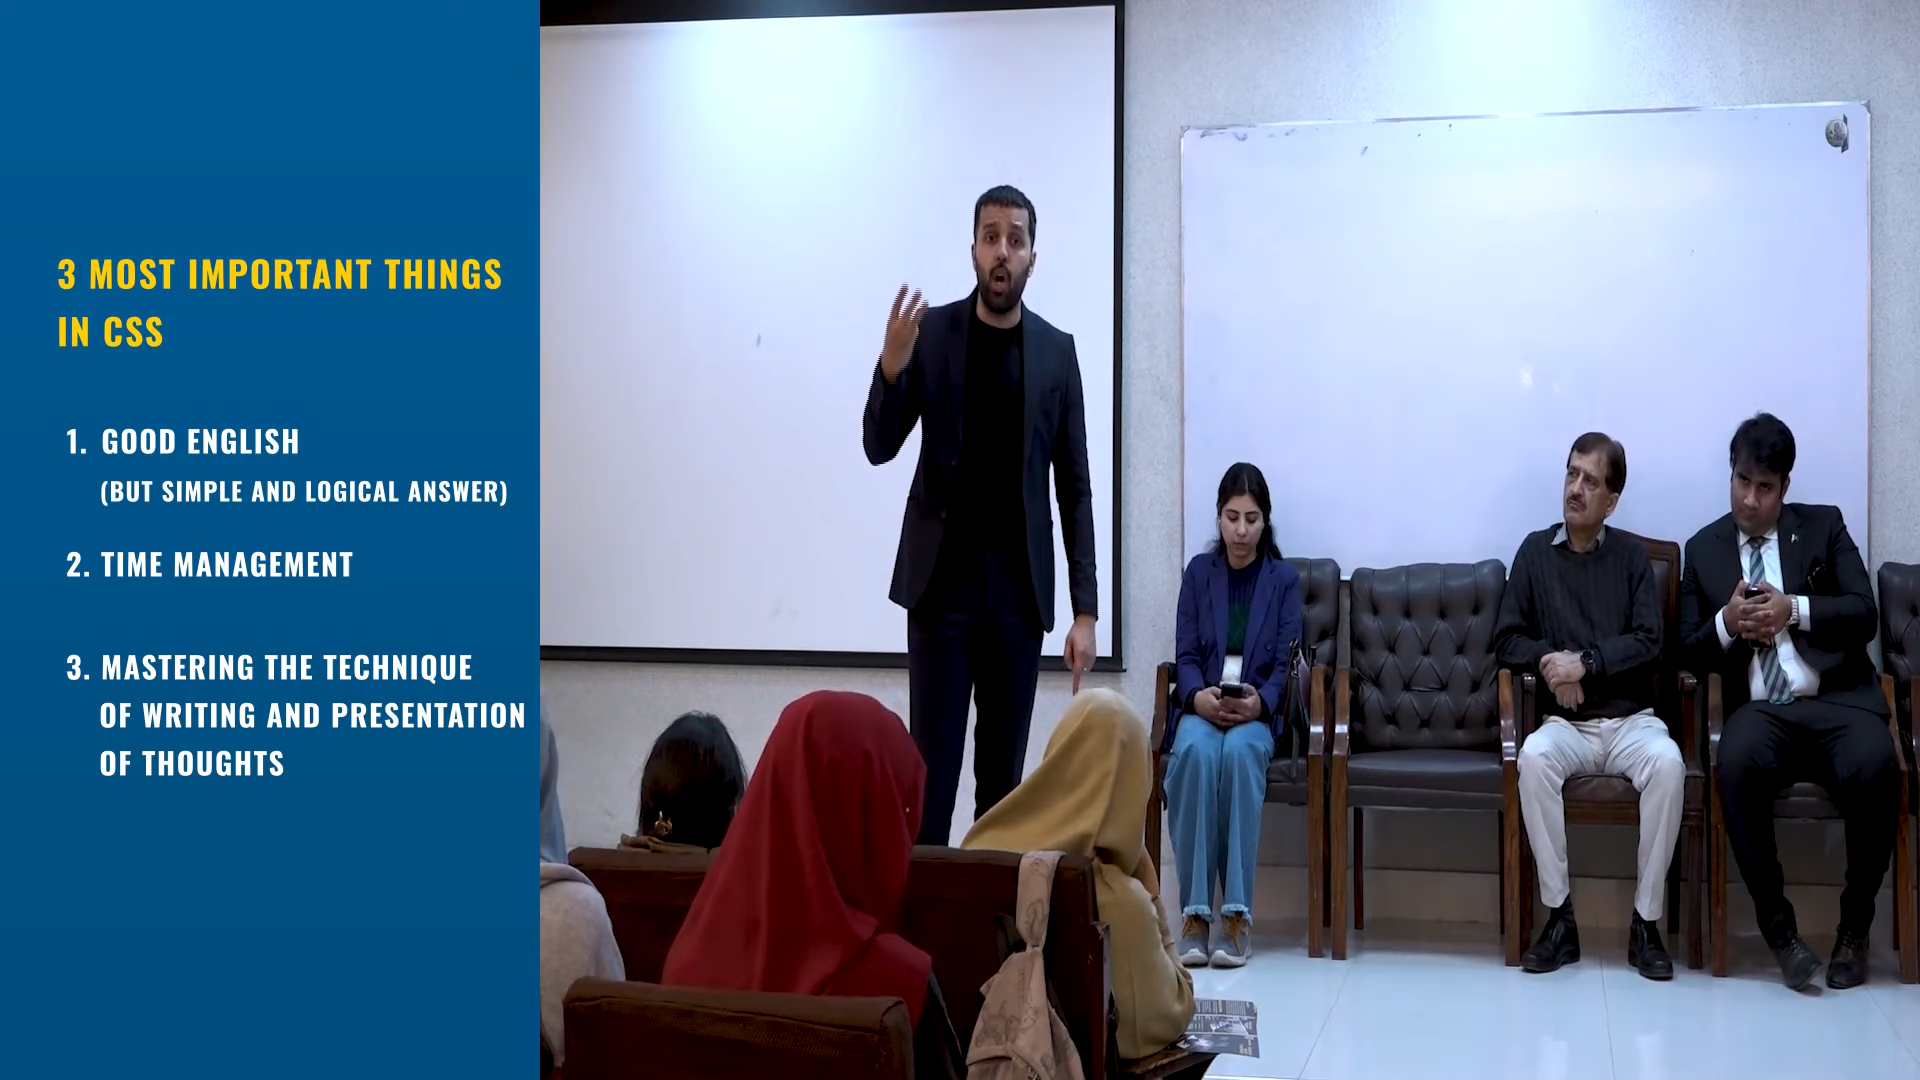 3 MOST IMPORTANT THINGS
IN CSS
1. GOOD ENGLISH
(BUT SIMPLE AND LOGICAL ANSWER)
2. TIME MANAGEMENT
3. MASTERING THE TECHNIQUE
OF WRITING AND PRESENTATION
OF THOUGHTS